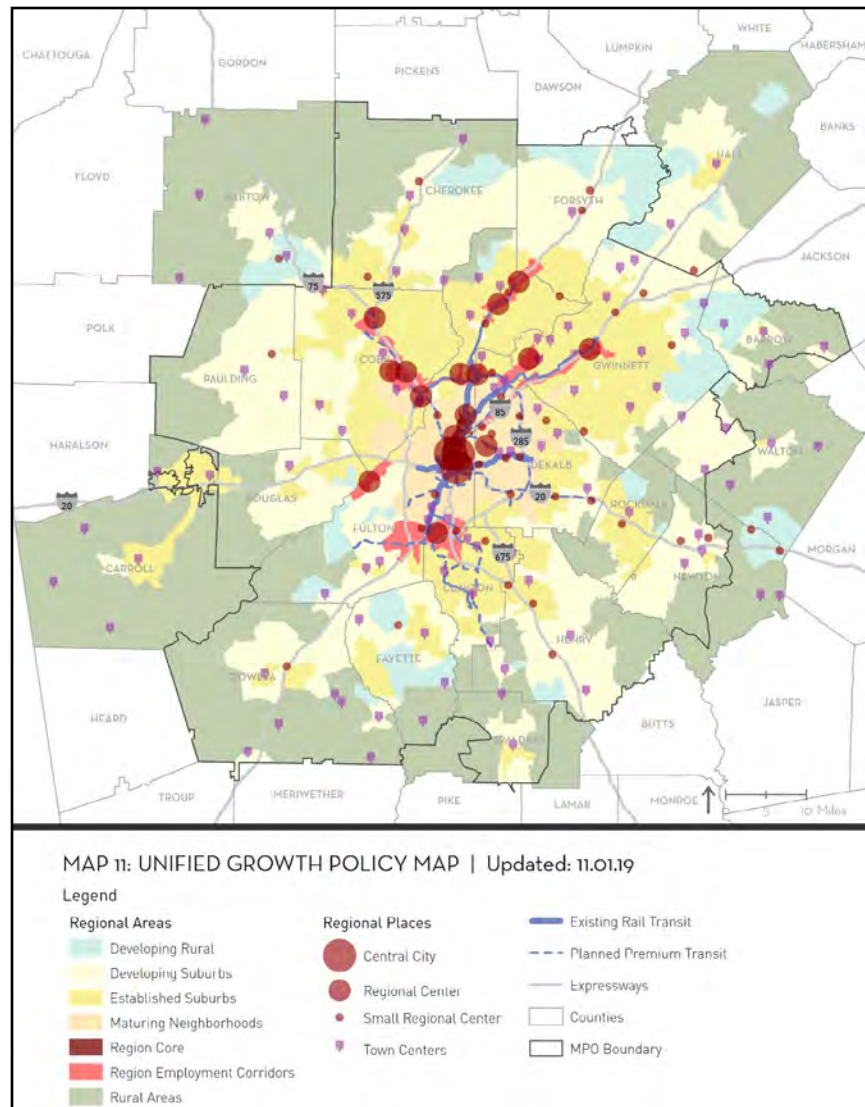 WHITE
LUMPKIN
HABERSHAM
CHATTOOGA
GORDON
PICKENS
DAWSON
BANKS
HALL
FLOYD
BARTOW
CHEROKEE
FORSYTH
JACKSON
75
575
POLK
BARROW
COBB
GWINNETT
PAULDING
85
HARALSON
285
WALTON
DEKALB
20
DOUGLAS
20
ROCKDALE
FULTON
MORGAN
675
CARROLL
NEWTON
CLAYTON
HENRY
FAYETTE
COWETA
HEARD
JASPER
BUTTS
SPALDING
TROUP
MERIWETHER
PIKE
LAMAR
MONROE
0 5 10 Miles
MAP 11: UNIFIED GROWTH POLICY MAP | Updated: 11.01.19
Legend
Regional Areas
Developing Rural
Developing Suburbs
Established Suburbs
Maturing Neighborhoods
Region Core
Region Employment Corridors
Rural Areas
Regional Places
Central City
Regional Center
Small Regional Center
Town Centers
Existing Rail Transit
Planned Premium Transit
Expressways
Counties
MPO Boundary